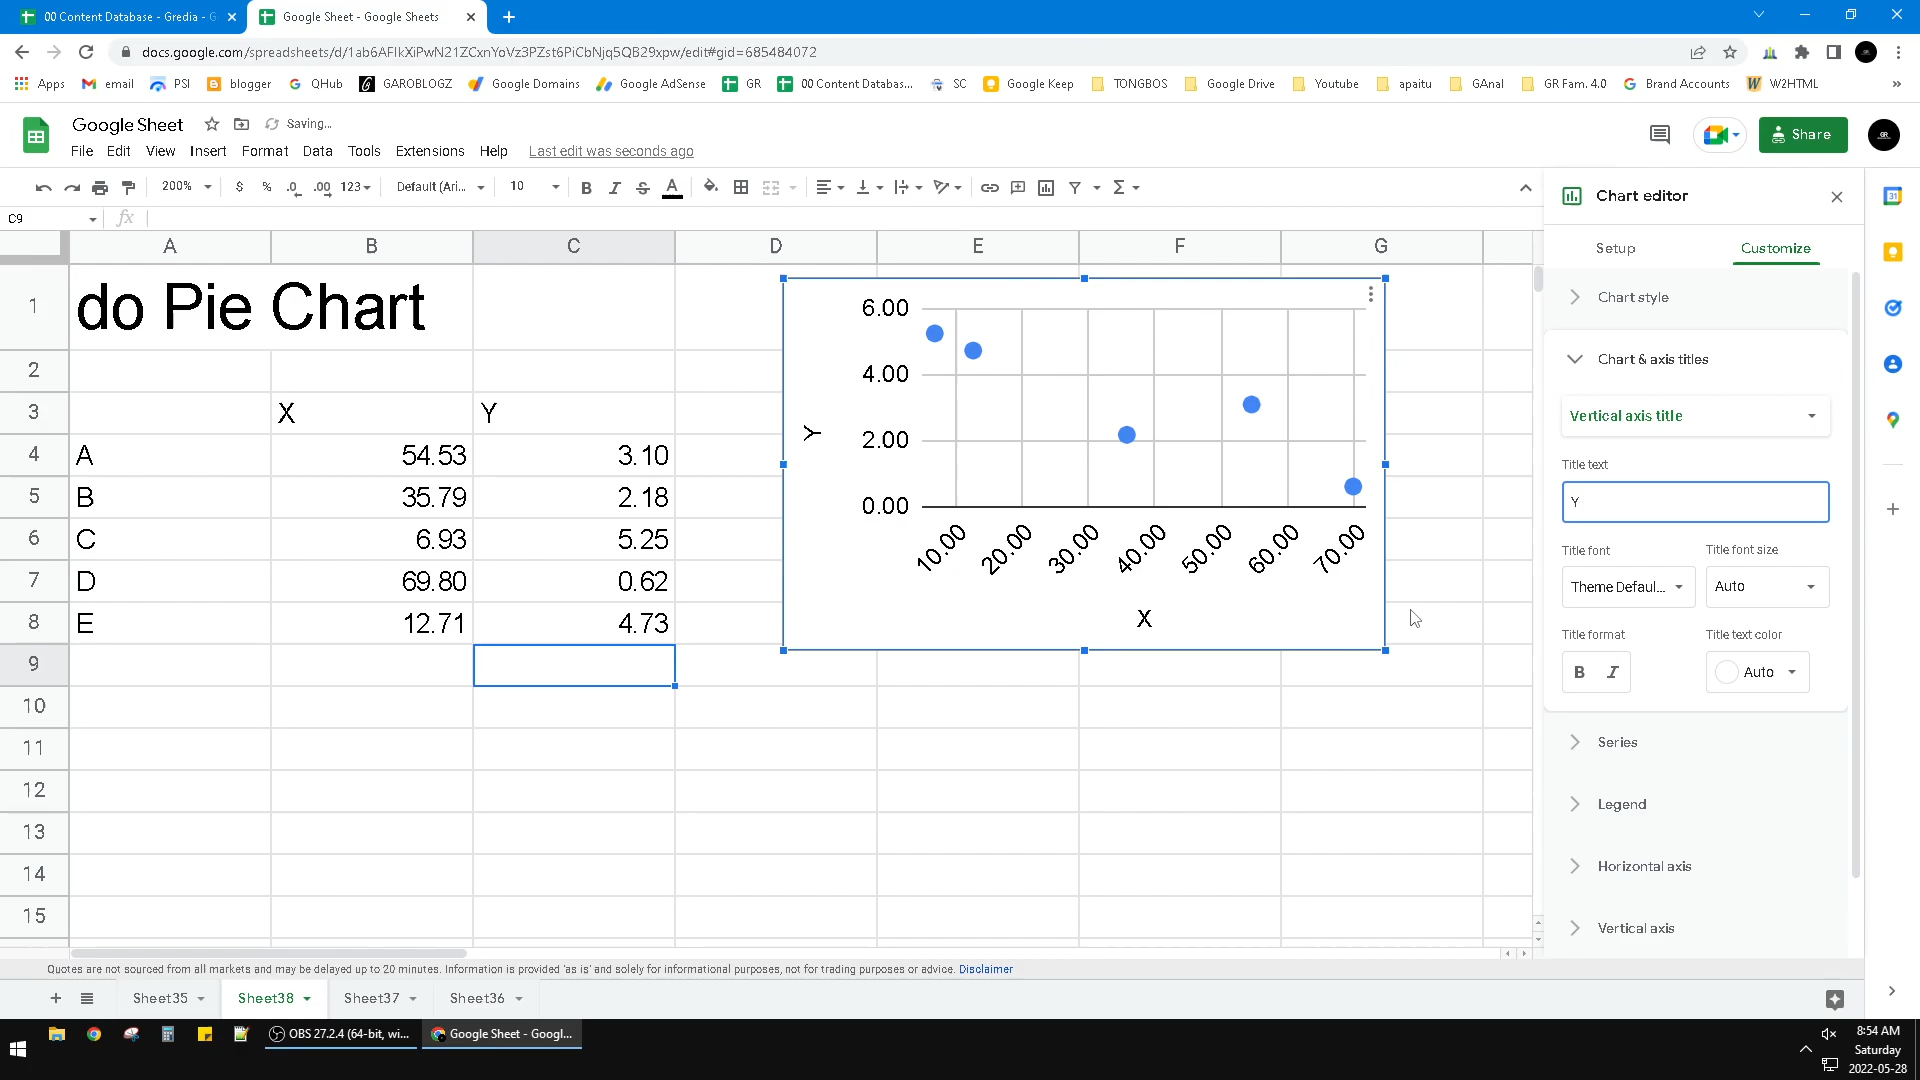 00 Content Database - Gredia - G
Google Sheet - Google Sheets
docs.google.com/spreadsheets/d/1ab6AFlkXiPwN21ZCxnYoVz3PZst6PiCbNjq5QB29xpw/edit#gid=685484072
Apps email PSI blogger QHub GAROBLOGZ Google Domains Google AdSense GR 00 Content Databas... SC Google Keep TONGBOS Google Drive Youtube apaitu GAnal GR Fam. 4.0 Brand Accounts W2HTML
Google Sheet Saving...
Share
File Edit View Insert Format Data Tools Extensions Help Last edit was seconds ago
200% $ % .0 .00 123 Default (Ari... 10 B I S A
Chart editor
C9 fx
Setup Customize
A B C D E F G
1 do Pie Chart
2
3 X Y
4 A 54.53 3.10
5 B 35.79 2.18
6 C 6.93 5.25
7 D 69.80 0.62
8 E 12.71 4.73
9
10
11
12
13
14
15
6.00
4.00
2.00
0.00
Y
10.00 20.00 30.00 40.00 50.00 60.00 70.00
X
Chart style
Chart & axis titles
Vertical axis title
Title text
Y
Title font Title font size
Theme Defaul... Auto
Title format Title text color
B I Auto
Series
Legend
Horizontal axis
Vertical axis
Quotes are not sourced from all markets and may be delayed up to 20 minutes. Information is provided 'as is' and solely for informational purposes, not for trading purposes or advice. Disclaimer
Sheet35 Sheet38 Sheet37 Sheet36
OBS 27.2.4 (64-bit, wi... Google Sheet - Googl...
8:54 AM
Saturday
2022-05-28